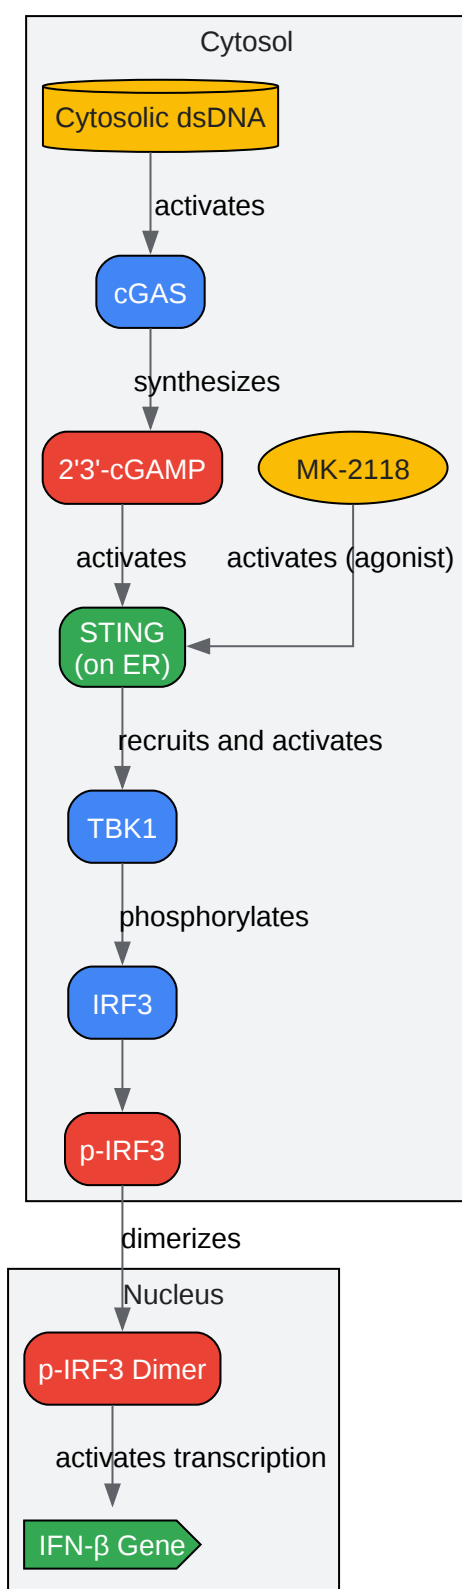 Cytosol
Cytosolic dsDNA
activates
cGAS
synthesizes
2'3'-cGAMP
MK-2118
activates
activates (agonist)
STING
(on ER)
recruits and activates
TBK1
phosphorylates
IRF3
p-IRF3
dimerizes
Nucleus
p-IRF3 Dimer
activates transcription
IFN-β Gene